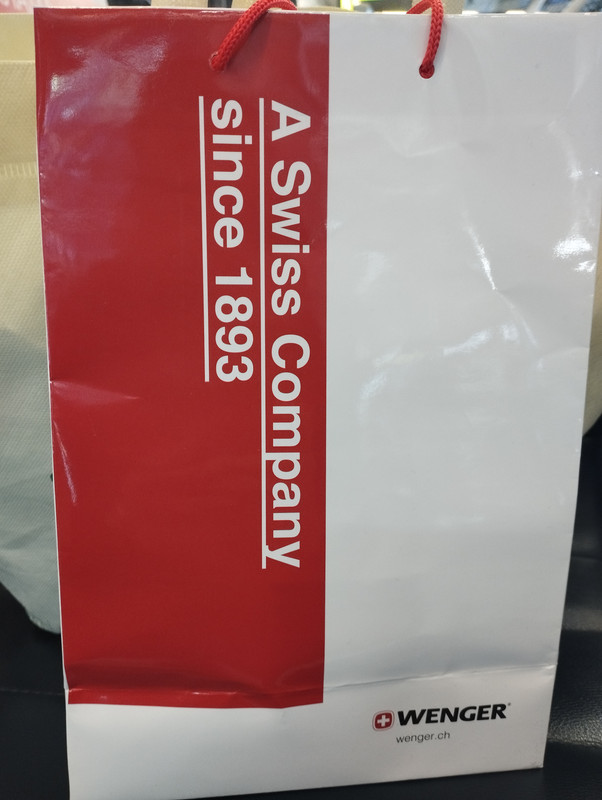 A Swiss Company
since 1893
WENGER
wenger.ch